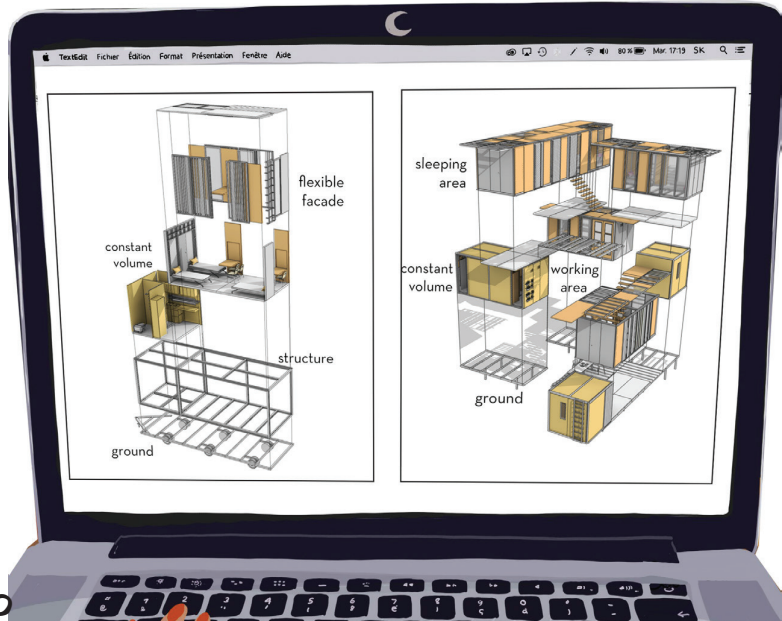 TextEdit Fichier Édition Format Présentation Fenêtre Aide
80 % Mar. 17:19 SK
flexible
facade
constant
volume
structure
ground
sleeping
area
constant
volume
working
area
ground